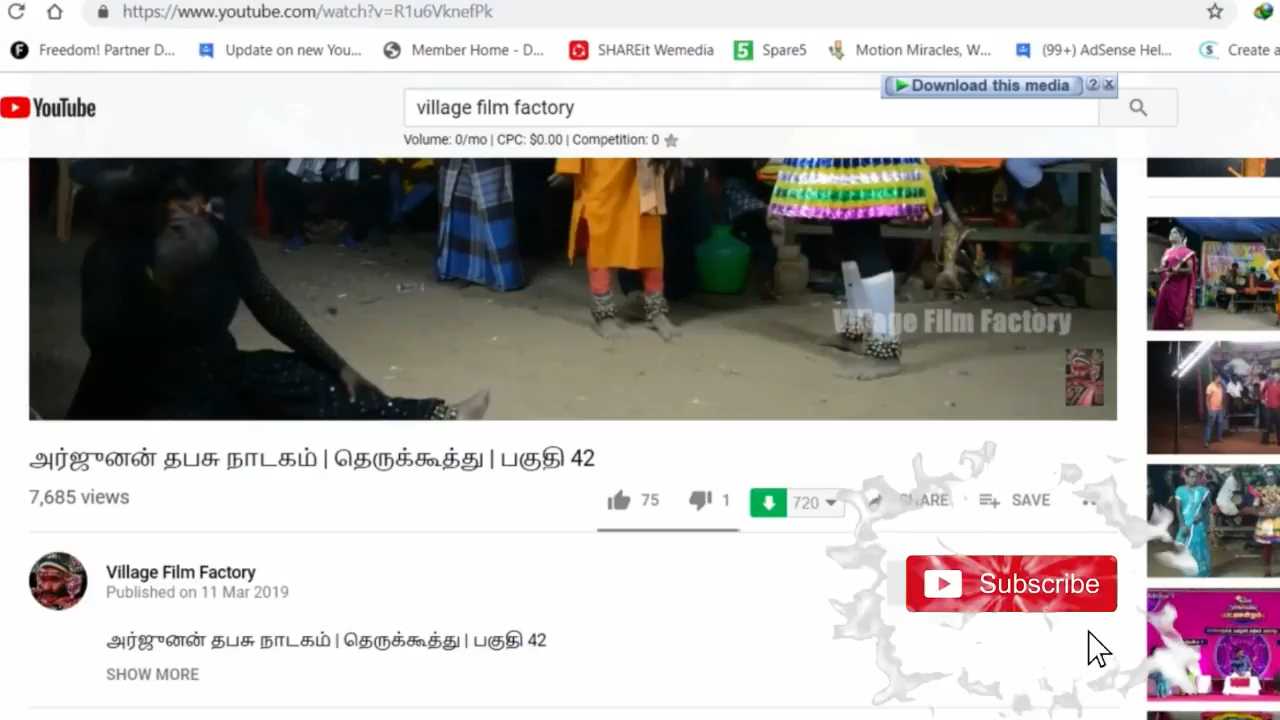 https://www.youtube.com/watch?v=R1u6VknefPk
Freedom! Partner D...
Update on new You...
Member Home - D...
SHAREit Wemedia
5 Spare5
Motion Miracles, W...
(99+) AdSense Hel...
Create a
Download this media ?
YouTube
village film factory
Volume: 0/mo | CPC: $0.00 | Competition: 0
Village Film Factory
அர்ஜுனன் தபசு நாடகம் | தெருக்கூத்து | பகுதி 42
7,685 views
75
1
720
SHARE
SAVE
Village Film Factory
Published on 11 Mar 2019
Subscribe
அர்ஜுனன் தபசு நாடகம் | தெருக்கூத்து | பகுதி 42
SHOW MORE